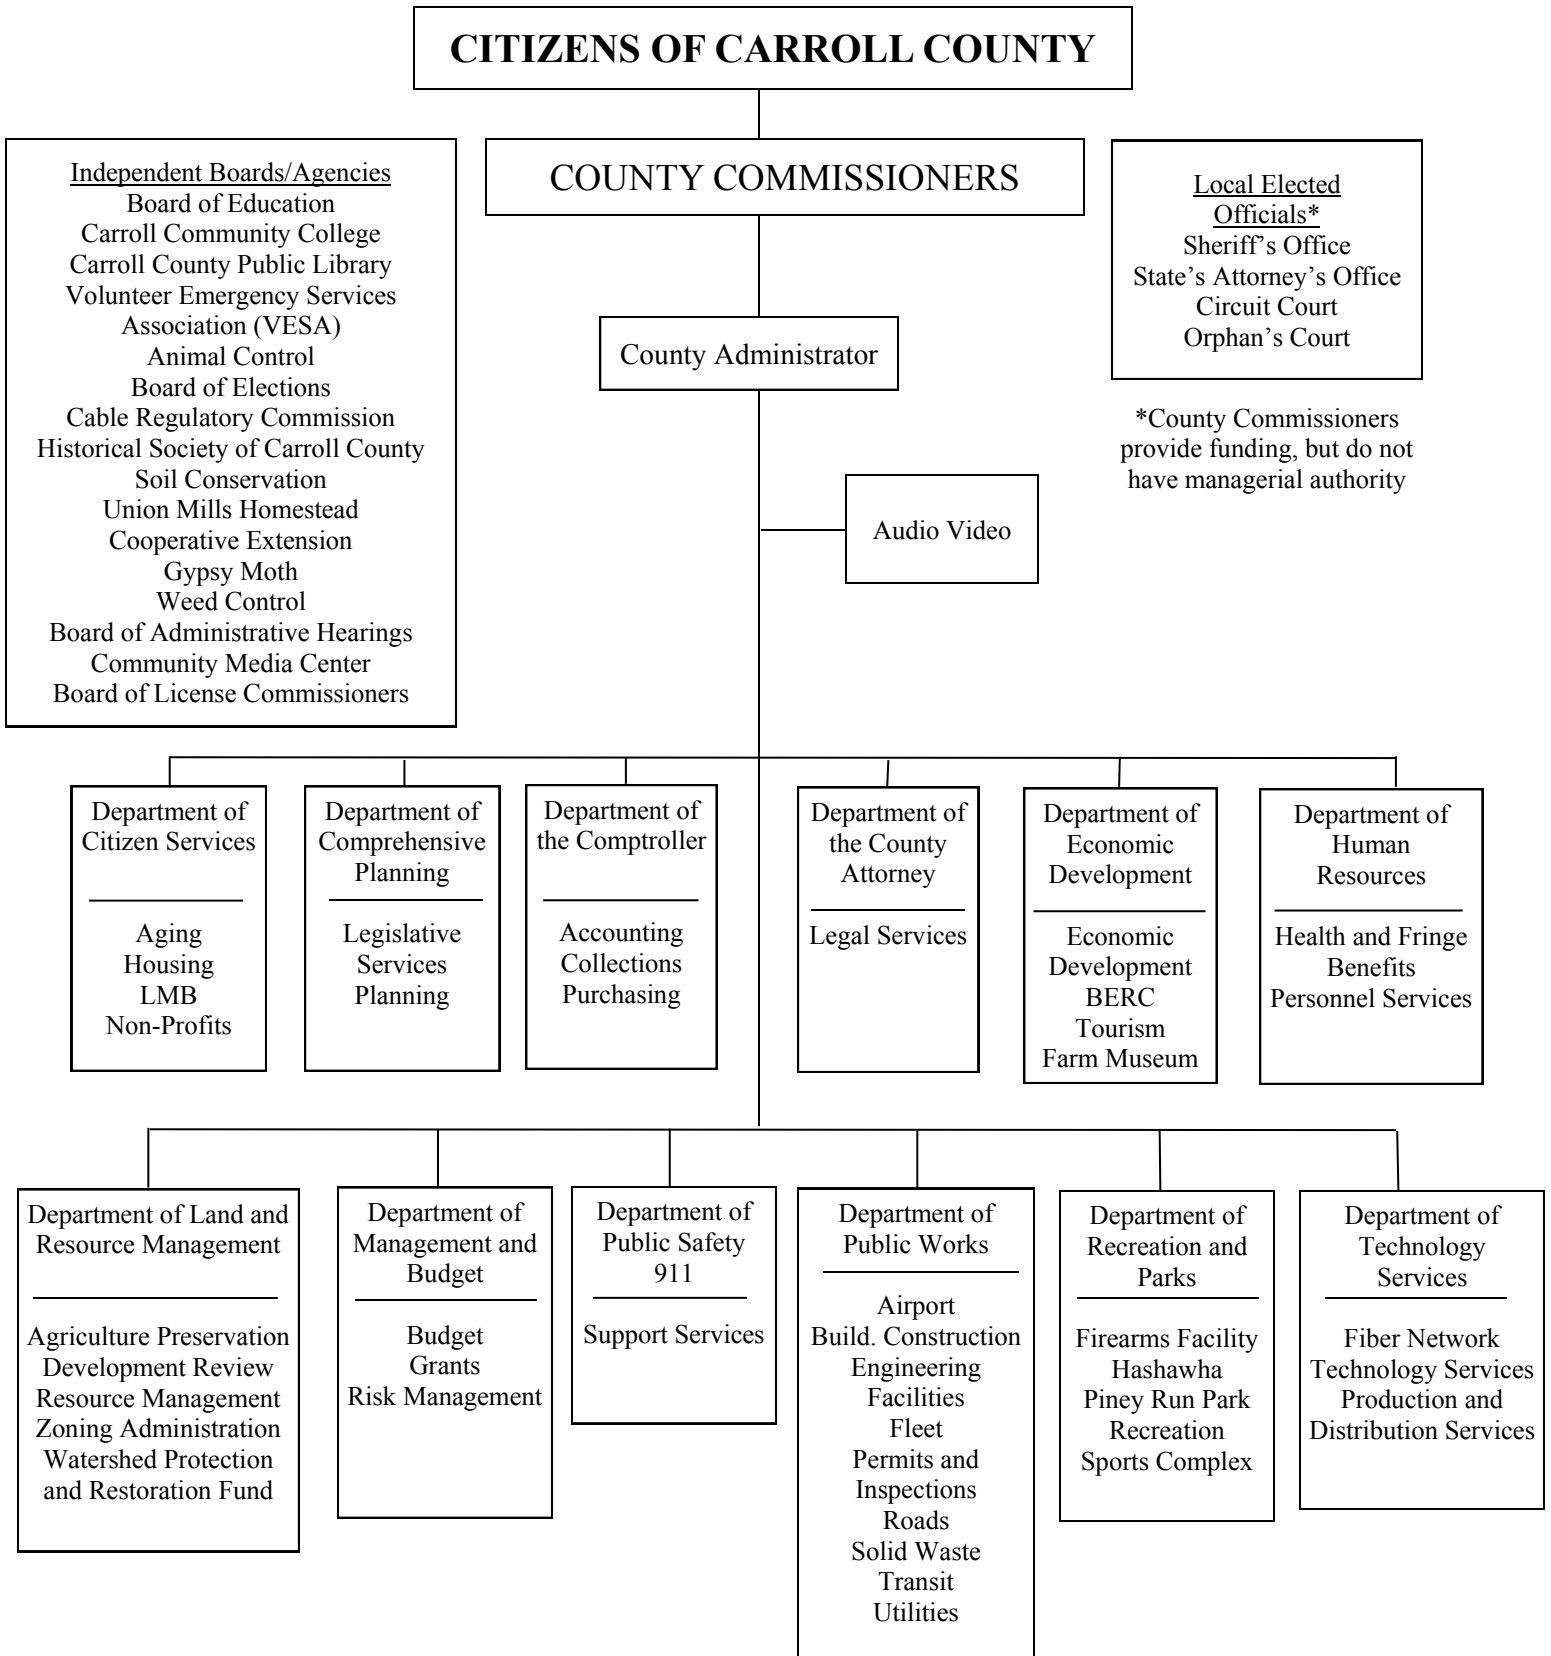 CITIZENS OF CARROLL COUNTY
COUNTY COMMISSIONERS
Independent Boards/Agencies
Board of Education
Carroll Community College
Carroll County Public Library
Volunteer Emergency Services
Association (VESA)
Animal Control
Board of Elections
Cable Regulatory Commission
Historical Society of Carroll County
Soil Conservation
Union Mills Homestead
Cooperative Extension
Gypsy Moth
Weed Control
Board of Administrative Hearings
Community Media Center
Board of License Commissioners
Local Elected
Officials*
Sheriff’s Office
State’s Attorney’s Office
Circuit Court
Orphan’s Court
*County Commissioners
provide funding, but do not
have managerial authority
County Administrator
Audio Video
Department of
Citizen Services
Aging
Housing
LMB
Non-Profits
Department of
Comprehensive
Planning
Legislative
Services
Planning
Department of
the Comptroller
Accounting
Collections
Purchasing
Department of
the County
Attorney
Legal Services
Department of
Economic
Development
Economic
Development
BERC
Tourism
Farm Museum
Department of
Human
Resources
Health and Fringe
Benefits
Personnel Services
Department of Land and
Resource Management
Agriculture Preservation
Development Review
Resource Management
Zoning Administration
Watershed Protection
and Restoration Fund
Department of
Management and
Budget
Budget
Grants
Risk Management
Department of
Public Safety
911
Support Services
Department of
Public Works
Airport
Build. Construction
Engineering
Facilities
Fleet
Permits and
Inspections
Roads
Solid Waste
Transit
Utilities
Department of
Recreation and
Parks
Firearms Facility
Hashawha
Piney Run Park
Recreation
Sports Complex
Department of
Technology
Services
Fiber Network
Technology Services
Production and
Distribution Services